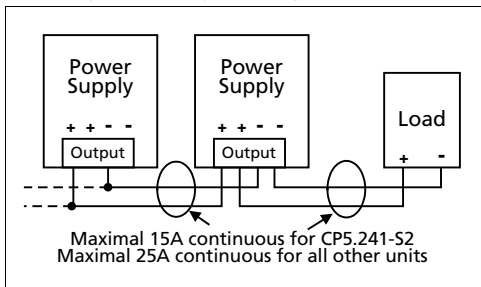 Power
Supply
+ + - -
Output
Power
Supply
+ + - -
Output
Load
+ -
Maximal 15A continuous for CP5.241-S2
Maximal 25A continuous for all other units